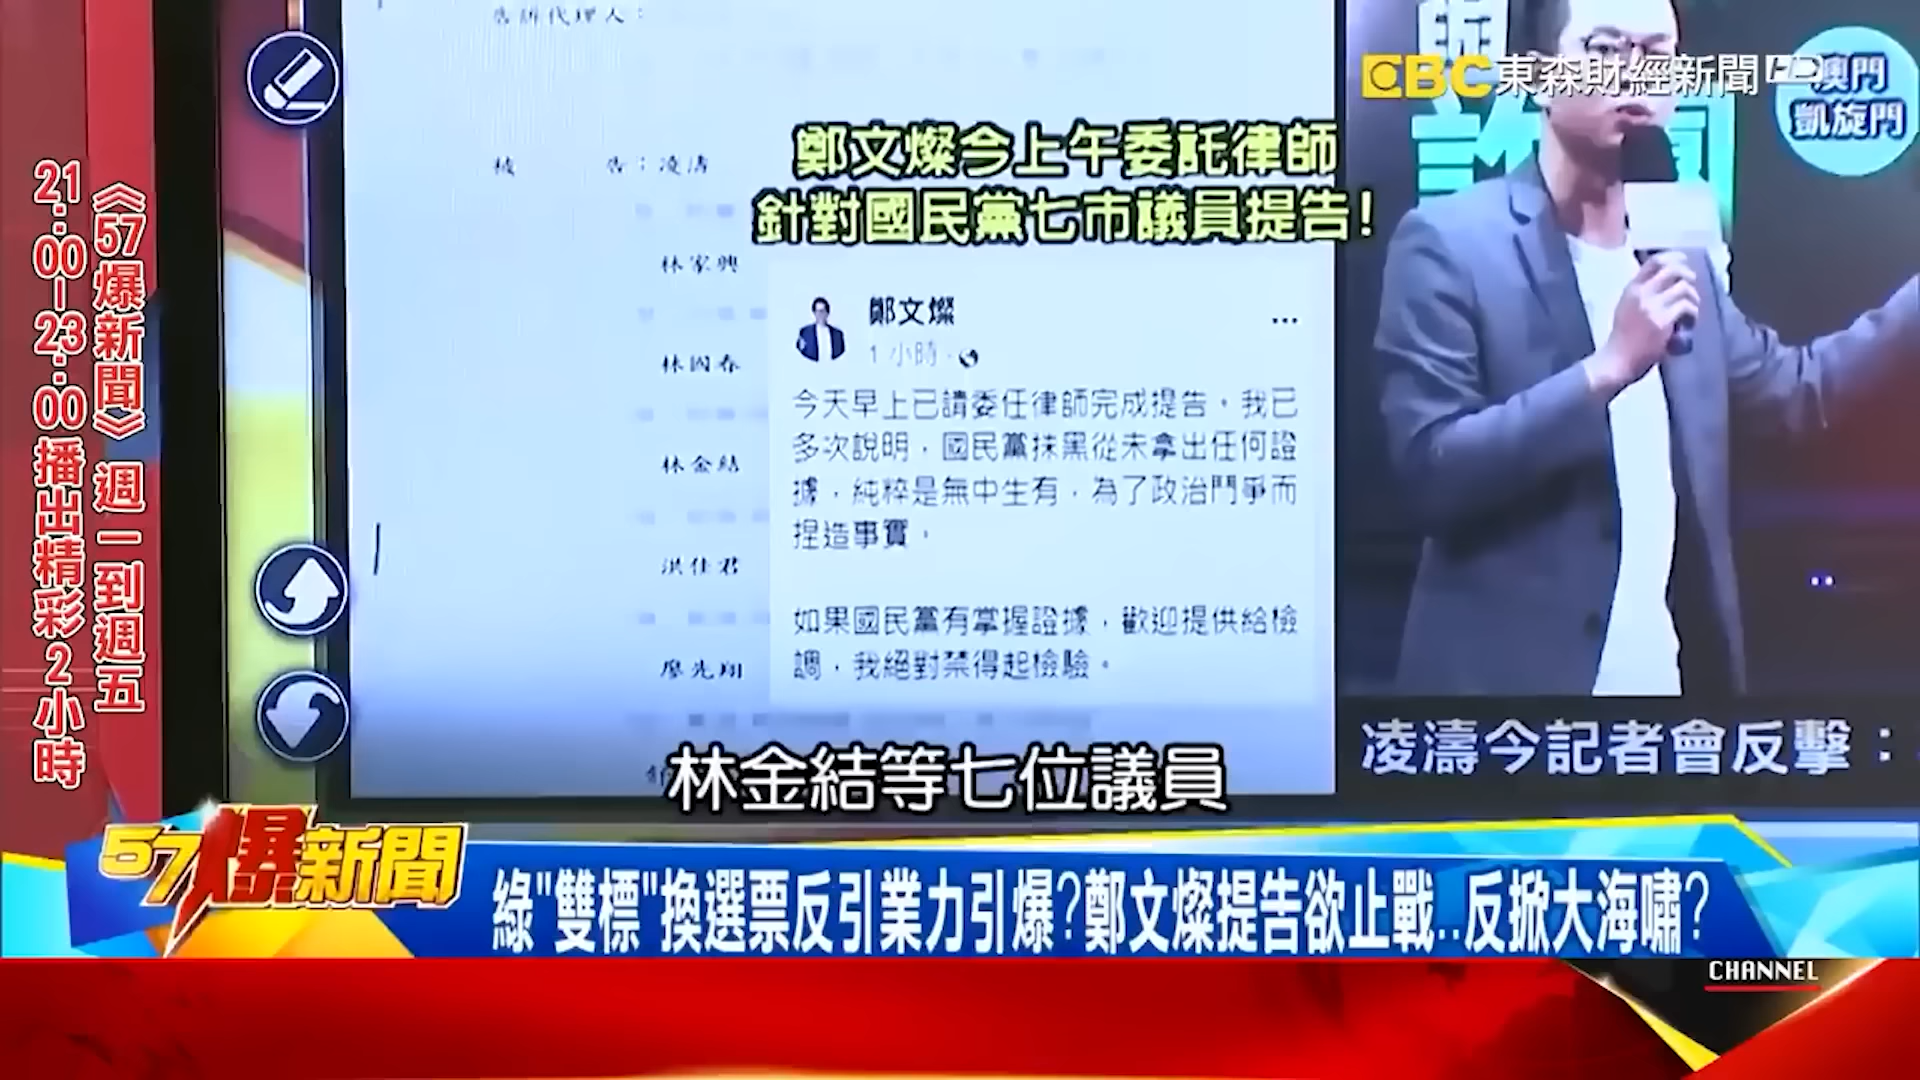 告訴代理人：
EBC東森財經新聞HD
澳門
凱旋門
鄭文燦今上午委託律師
針對國民黨七市議員提告！
被 告：凌濤
林家興
林國春
林金結
洪佳君
廖先翔
鄭文燦
1 小時·
...
今天早上已請委任律師完成提告，我已
多次說明，國民黨抹黑從未拿出任何證
據，純粹是無中生有，為了政治鬥爭而
捏造事實，
如果國民黨有掌握證據，歡迎提供給檢
調，我絕對禁得起檢驗。
凌濤今記者會反擊：
林金結等七位議員
《57爆新聞》週一到週五
21:00-23:00播出精彩2小時
57爆新聞
綠"雙標"換選票反引業力引爆?鄭文燦提告欲止戰..反掀大海嘯?
CHANNEL